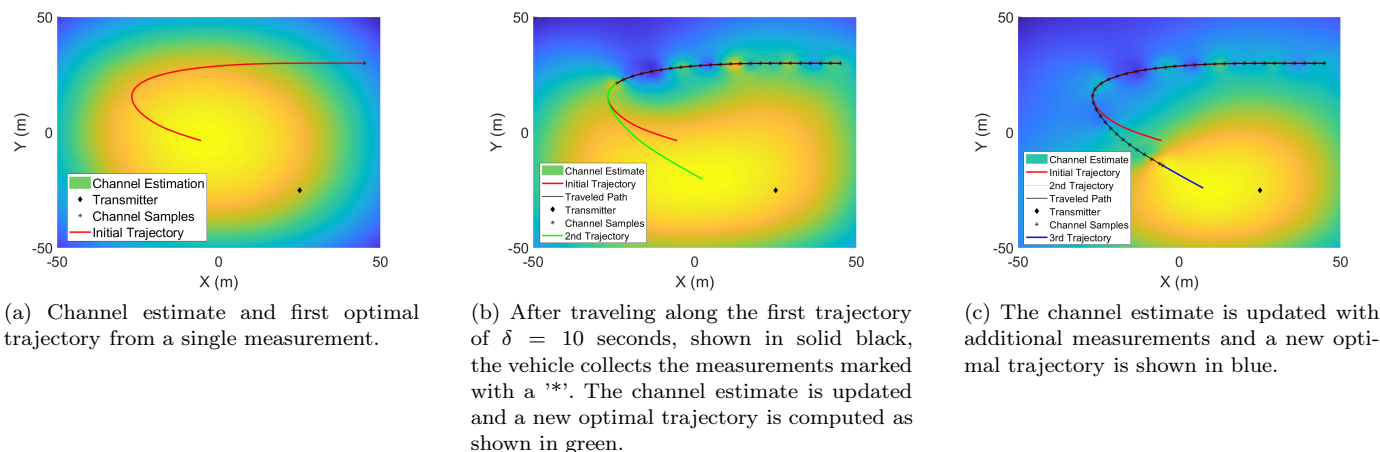 50
0
-50
Y (m)
-50
0
50
X (m)
Channel Estimation
Transmitter
Channel Samples
Initial Trajectory
(a) Channel estimate and first optimal
trajectory from a single measurement.
50
0
-50
Y (m)
-50
0
50
X (m)
Channel Estimate
Initial Trajectory
Traveled Path
Transmitter
Channel Samples
2nd Trajectory
(b) After traveling along the first trajectory
of δ = 10 seconds, shown in solid black,
the vehicle collects the measurements marked
with a '*'. The channel estimate is updated
and a new optimal trajectory is computed as
shown in green.
50
0
-50
Y (m)
-50
0
50
X (m)
Channel Estimate
Initial Trajectory
2nd Trajectory
Traveled Path
Transmitter
Channel Samples
3rd Trajectory
(c) The channel estimate is updated with
additional measurements and a new opti-
mal trajectory is shown in blue.